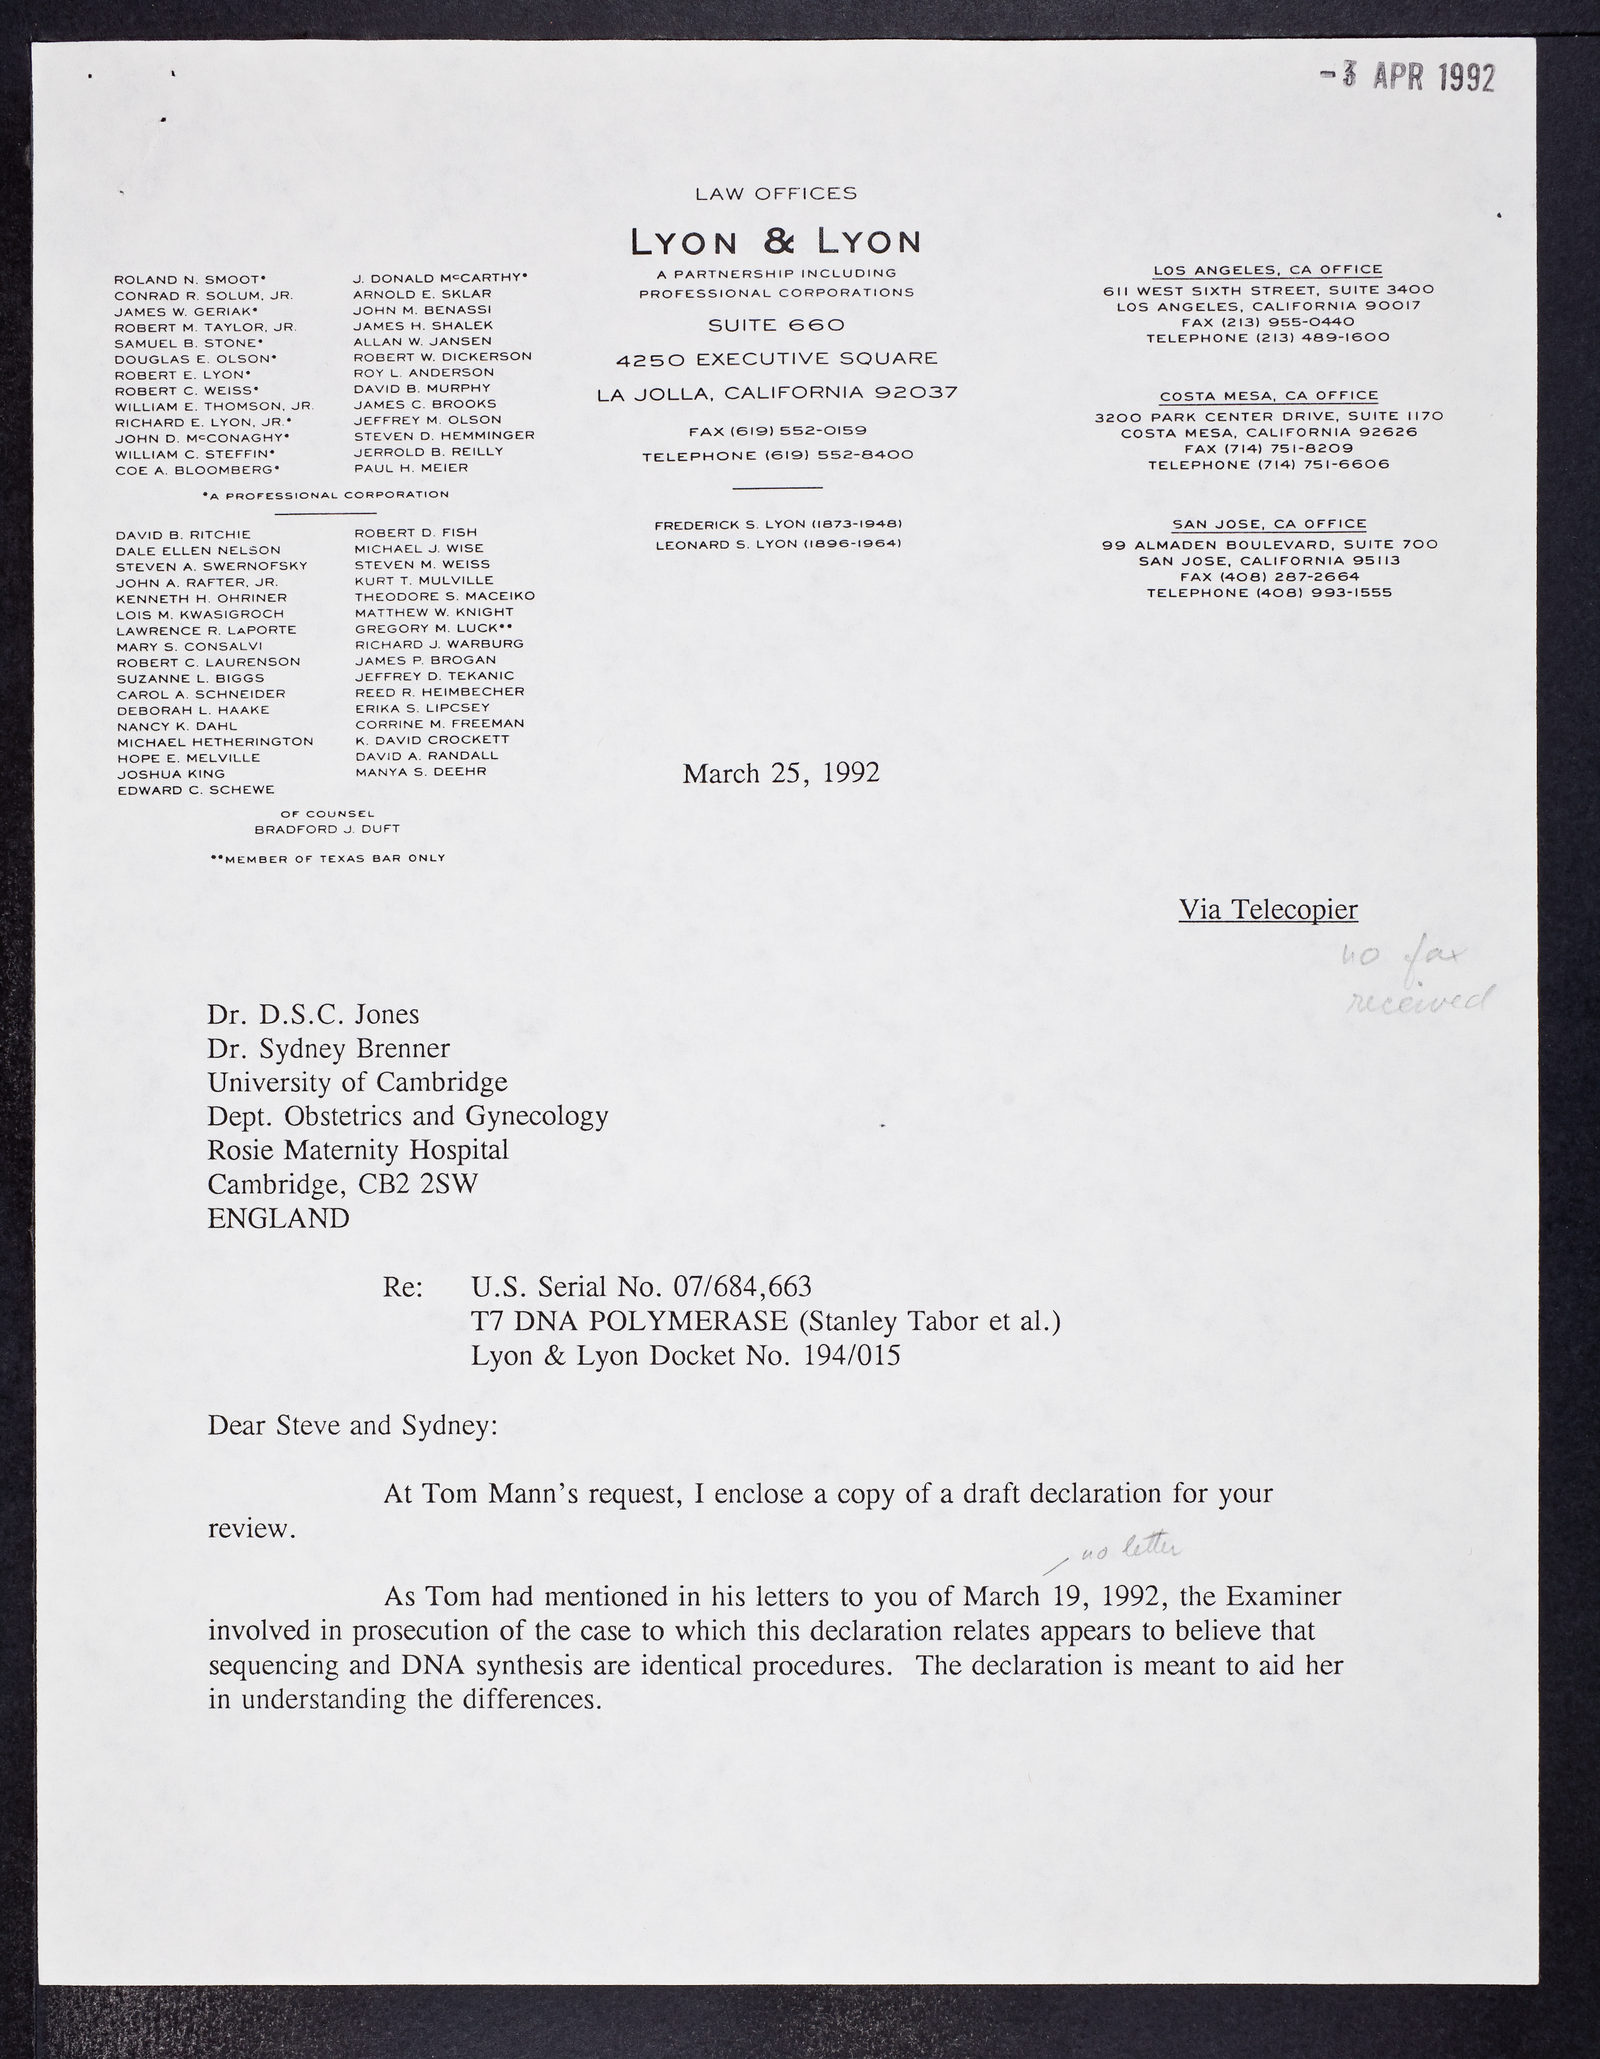 -3 APR 1992
LAW OFFICES
LYON & LYON
A PARTNERSHIP INCLUDING
PROFESSIONAL CORPORATIONS
SUITE 660
4250 EXECUTIVE SQUARE
LA JOLLA, CALIFORNIA 92037
FAX (619) 552-0159
TELEPHONE (619) 552-8400
FREDERICK S. LYON (1873-1948)
LEONARD S. LYON (1896-1964)
ROLAND N. SMOOT*
CONRAD R. SOLUM, JR.
JAMES W. GERIAK*
ROBERT M. TAYLOR, JR.
SAMUEL B. STONE*
DOUGLAS E. OLSON*
ROBERT E. LYON*
ROBERT C. WEISS*
WILLIAM E. THOMSON, JR.
RICHARD E. LYON, JR.*
JOHN D. McCONAGHY*
WILLIAM C. STEFFIN*
COE A. BLOOMBERG*
J. DONALD McCARTHY*
ARNOLD E. SKLAR
JOHN M. BENASSI
JAMES H. SHALEK
ALLAN W. JANSEN
ROBERT W. DICKERSON
ROY L. ANDERSON
DAVID B. MURPHY
JAMES C. BROOKS
JEFFREY M. OLSON
STEVEN D. HEMMINGER
JERROLD B. REILLY
PAUL H. MEIER
*A PROFESSIONAL CORPORATION
DAVID B. RITCHIE
DALE ELLEN NELSON
STEVEN A. SWERNOFSKY
JOHN A. RAFTER, JR.
KENNETH H. OHRINER
LOIS M. KWASIGROCH
LAWRENCE R. LAPORTE
MARY S. CONSALVI
ROBERT C. LAURENSON
SUZANNE L. BIGGS
CAROL A. SCHNEIDER
DEBORAH L. HAAKE
NANCY K. DAHL
MICHAEL HETHERINGTON
HOPE E. MELVILLE
JOSHUA KING
EDWARD C. SCHEWE
ROBERT D. FISH
MICHAEL J. WISE
STEVEN M. WEISS
KURT T. MULVILLE
THEODORE S. MACEIKO
MATTHEW W. KNIGHT
GREGORY M. LUCK**
RICHARD J. WARBURG
JAMES P. BROGAN
JEFFREY D. TEKANIC
REED R. HEIMBECHER
ERIKA S. LIPCSEY
CORRINE M. FREEMAN
K. DAVID CROCKETT
DAVID A. RANDALL
MANYA S. DEEHR
OF COUNSEL
BRADFORD J. DUFT
**MEMBER OF TEXAS BAR ONLY
LOS ANGELES, CA OFFICE
611 WEST SIXTH STREET, SUITE 3400
LOS ANGELES, CALIFORNIA 90017
FAX (213) 955-0440
TELEPHONE (213) 489-1600
COSTA MESA, CA OFFICE
3200 PARK CENTER DRIVE, SUITE 1170
COSTA MESA, CALIFORNIA 92626
FAX (714) 751-8209
TELEPHONE (714) 751-6606
SAN JOSE, CA OFFICE
99 ALMADEN BOULEVARD, SUITE 700
SAN JOSE, CALIFORNIA 95113
FAX (408) 287-2664
TELEPHONE (408) 993-1555
March 25, 1992
Via Telecopier
no fax
received
Dr. D.S.C. Jones
Dr. Sydney Brenner
University of Cambridge
Dept. Obstetrics and Gynecology
Rosie Maternity Hospital
Cambridge, CB2 2SW
ENGLAND
Re: U.S. Serial No. 07/684,663
T7 DNA POLYMERASE (Stanley Tabor et al.)
Lyon & Lyon Docket No. 194/015
Dear Steve and Sydney:
At Tom Mann's request, I enclose a copy of a draft declaration for your
review.
no letter
As Tom had mentioned in his letters to you of March 19, 1992, the Examiner
involved in prosecution of the case to which this declaration relates appears to believe that
sequencing and DNA synthesis are identical procedures. The declaration is meant to aid her
in understanding the differences.